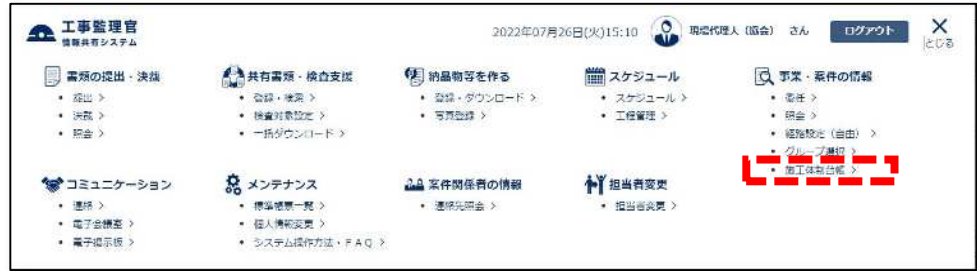 工事監理官
情報共有システム
2022年07月26日(火)15:10
現場代理人（協会） さん
ログアウト
とじる
書類の提出・決裁
• 提出 >
• 決裁 >
• 照会 >
共有書類・検査支援
• 登録・検索 >
• 検査対象設定 >
• 一括ダウンロード >
納品物等を作る
• 登録・ダウンロード >
• 写真登録 >
スケジュール
• スケジュール >
• 工程管理 >
事業・案件の情報
• 委任 >
• 照会 >
• 経路設定（自由） >
• グループ選択 >
• 施工体制台帳 >
コミュニケーション
• 連絡 >
• 電子会議室 >
• 電子掲示板 >
メンテナンス
• 標準帳票一覧 >
• 個人情報変更 >
• システム操作方法・ＦＡＱ >
案件関係者の情報
• 連絡先照会 >
担当者変更
• 担当者変更 >